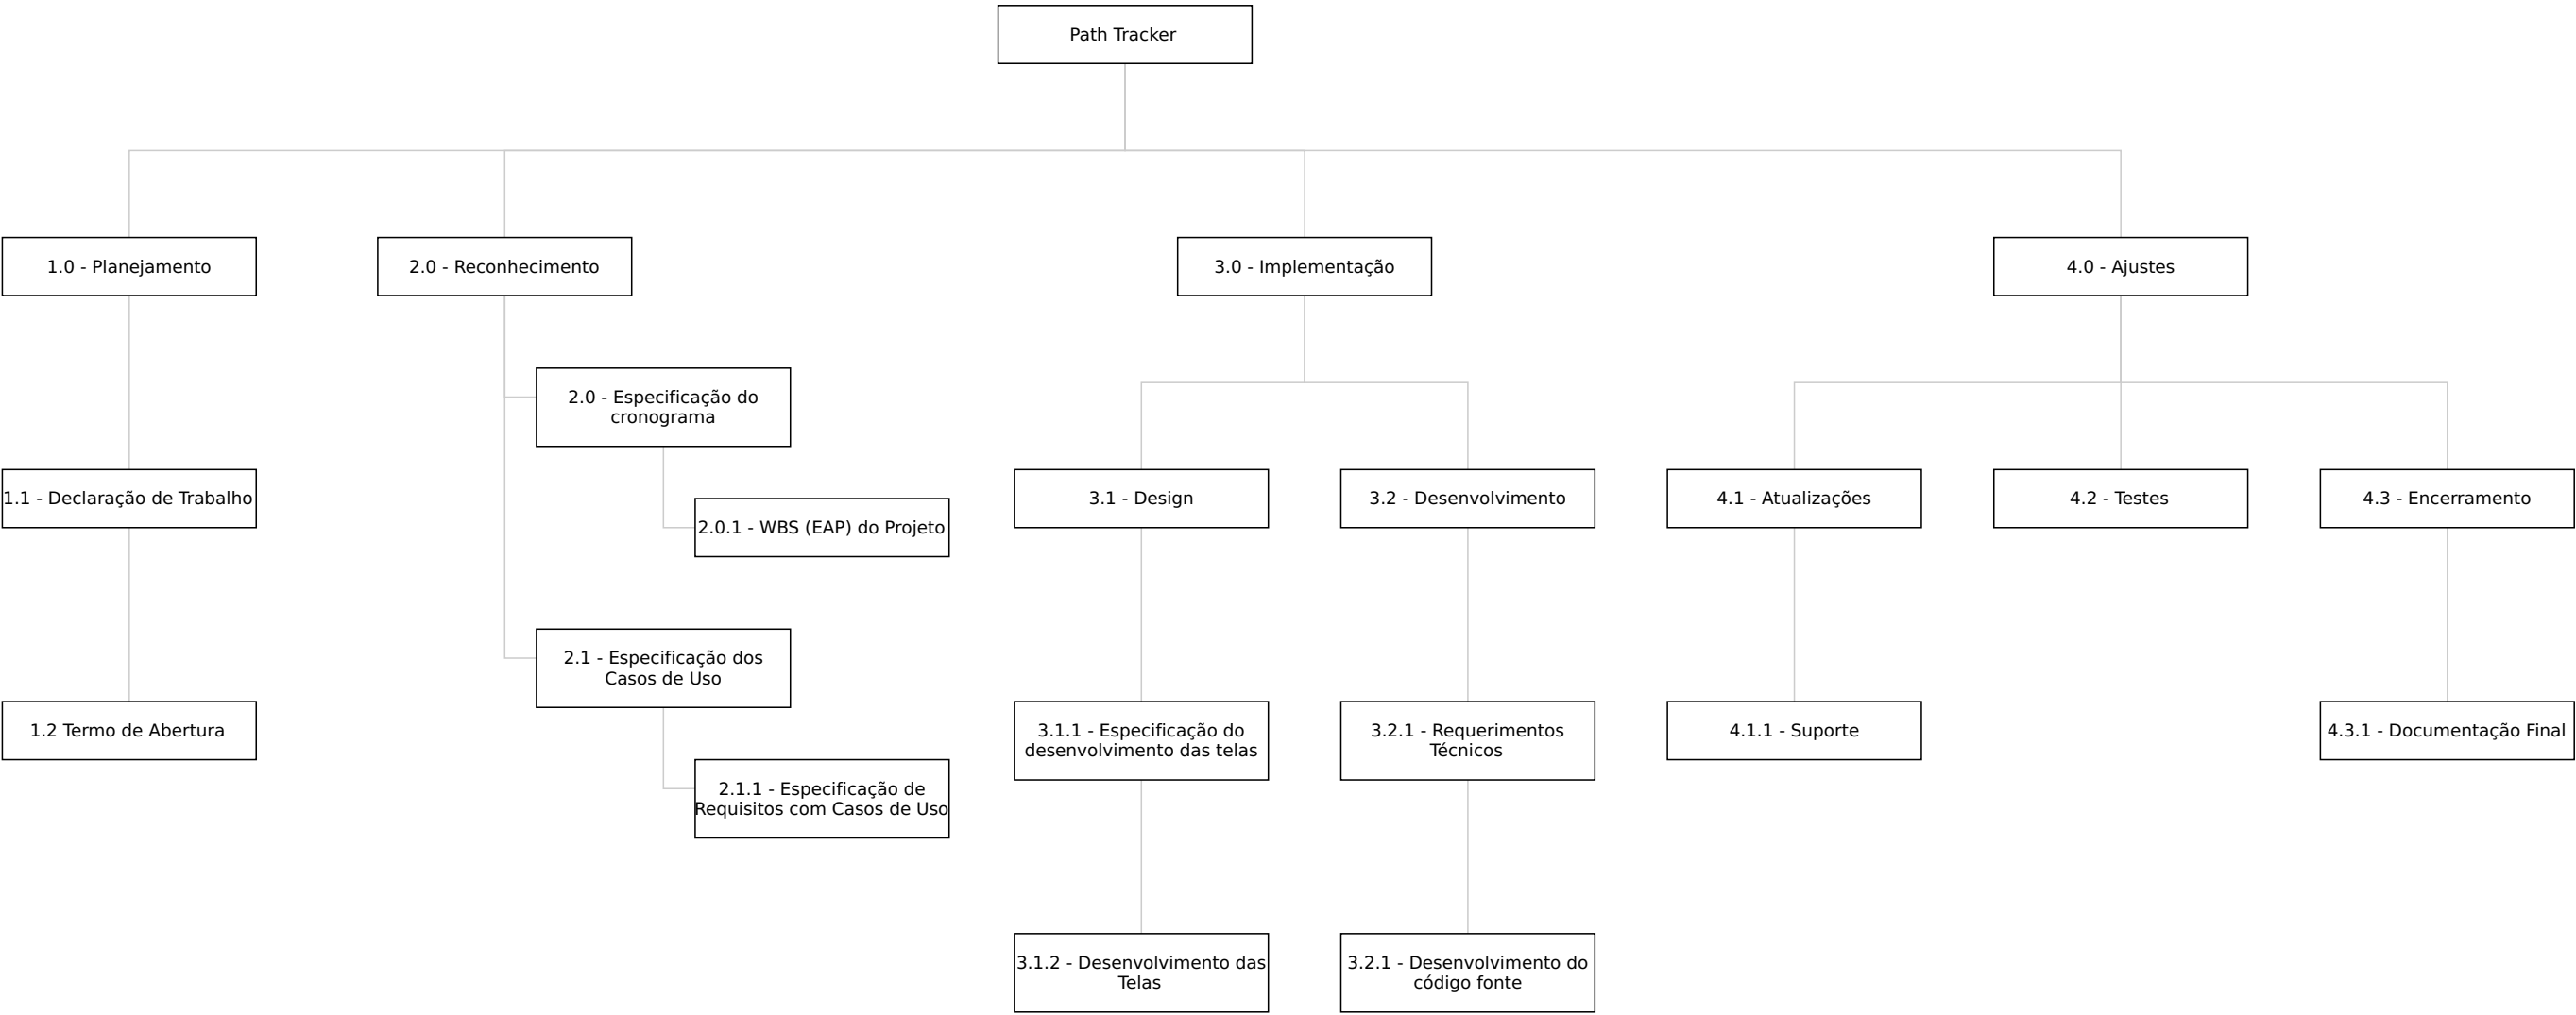 Path Tracker
1.0 - Planejamento
2.0 - Reconhecimento
3.0 - Implementação
4.0 - Ajustes
2.0 - Especificação do
cronograma
1.1 - Declaração de Trabalho
2.0.1 - WBS (EAP) do Projeto
3.1 - Design
3.2 - Desenvolvimento
4.1 - Atualizações
4.2 - Testes
4.3 - Encerramento
2.1 - Especificação dos
Casos de Uso
1.2 Termo de Abertura
2.1.1 - Especificação de
Requisitos com Casos de Uso
3.1.1 - Especificação do
desenvolvimento das telas
3.2.1 - Requerimentos
Técnicos
4.1.1 - Suporte
4.3.1 - Documentação Final
3.1.2 - Desenvolvimento das
Telas
3.2.1 - Desenvolvimento do
código fonte